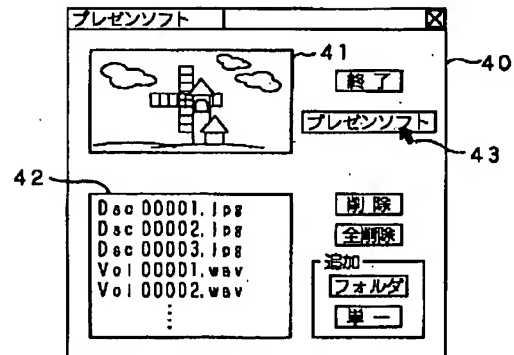 プレゼンソフト
41
40
終了
プレゼンソフト
43
42
Dsc00001.jpg
Dsc00002.jpg
Dsc00003.jpg
Vol00001.wav
Vol00002.wav
⋮
削除
全削除
追加
フォルダ
単一